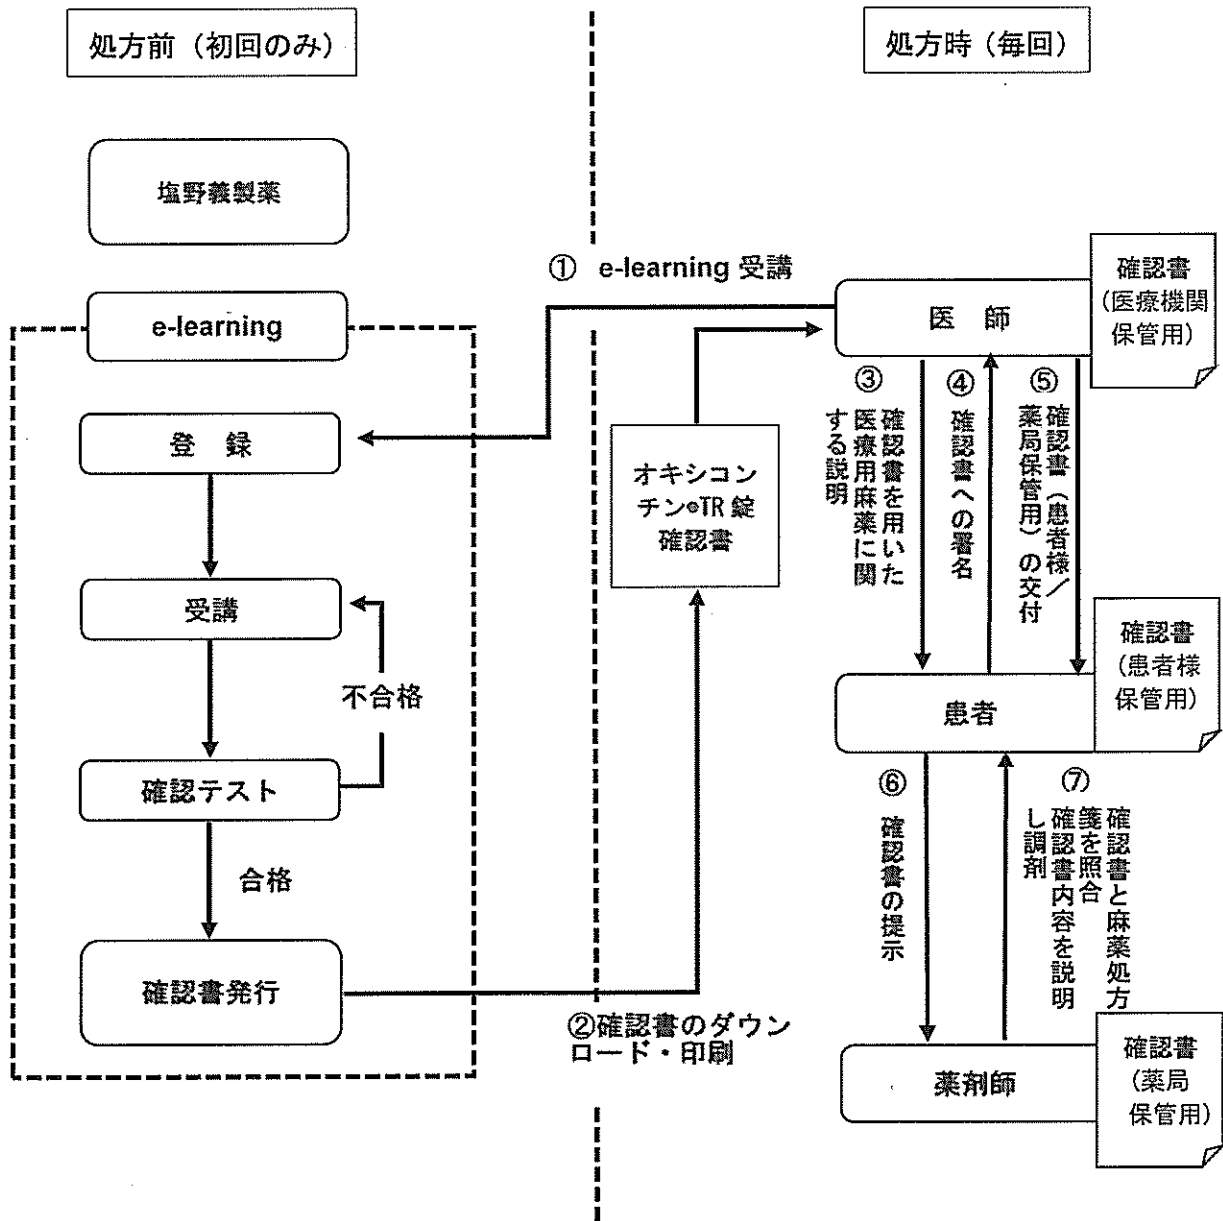 処方前（初回のみ）
処方時（毎回）
塩野義製薬
① e-learning 受講
e-learning
医 師
確認書
（医療機関
保管用）
登 録
受講
不合格
確認テスト
合格
確認書発行
オキシコン
チン®TR 錠
確認書
②確認書のダウン
ロード・印刷
③
確認書を用いた
医療用麻薬に関
する説明
④
確認書への署名
⑤
確認書（患者様／
薬局保管用）の交付
患者
確認書
（患者様
保管用）
⑥
確認書の提示
⑦
確認書と麻薬処方
箋を照合
確認書内容を説明
し調剤
薬剤師
確認書
（薬局
保管用）